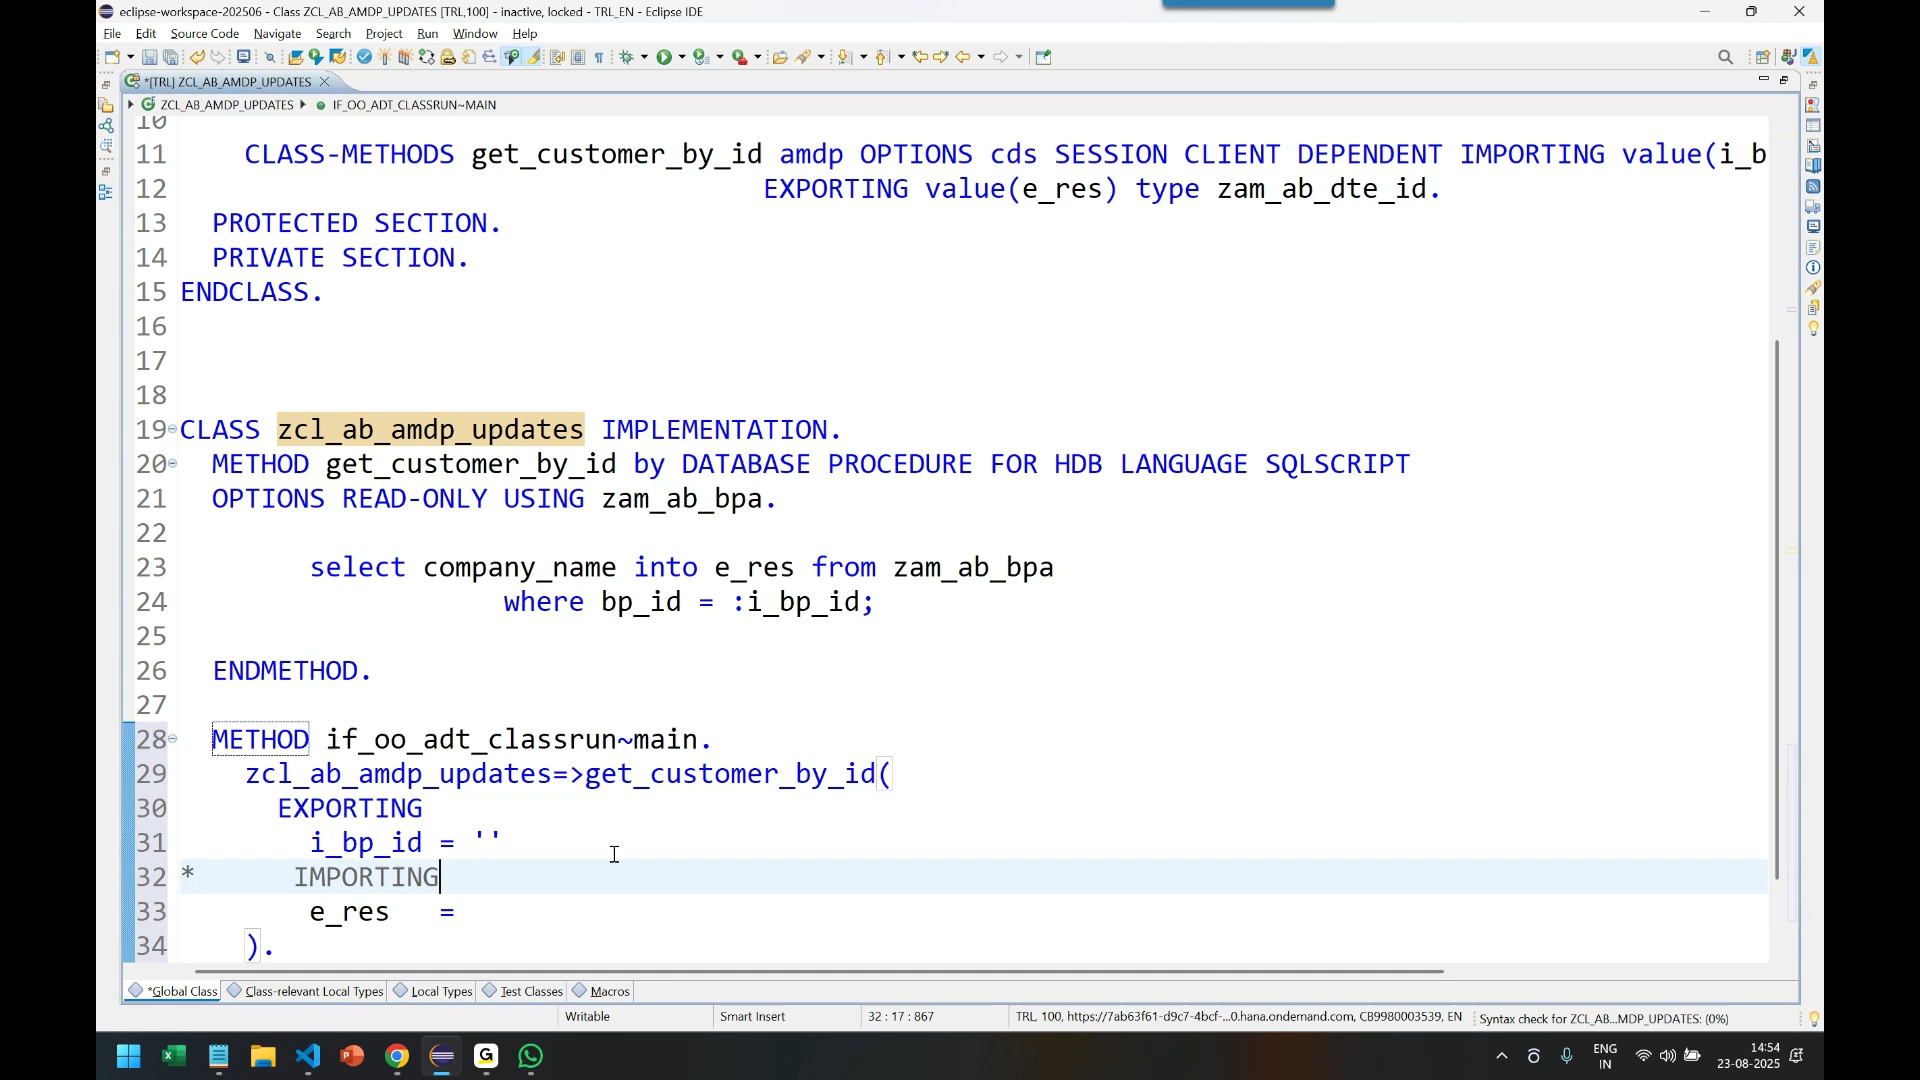 eclipse-workspace-202506 - Class ZCL_AB_AMDP_UPDATES [TRL,100] - inactive, locked - TRL_EN - Eclipse IDE
File Edit Source Code Navigate Search Project Run Window Help
*[TRL] ZCL_AB_AMDP_UPDATES
ZCL_AB_AMDP_UPDATES IF_OO_ADT_CLASSRUN~MAIN
10
11 CLASS-METHODS get_customer_by_id amdp OPTIONS cds SESSION CLIENT DEPENDENT IMPORTING value(i_b
12 EXPORTING value(e_res) type zam_ab_dte_id.
13 PROTECTED SECTION.
14 PRIVATE SECTION.
15 ENDCLASS.
16
17
18
19 CLASS zcl_ab_amdp_updates IMPLEMENTATION.
20 METHOD get_customer_by_id by DATABASE PROCEDURE FOR HDB LANGUAGE SQLSCRIPT
21 OPTIONS READ-ONLY USING zam_ab_bpa.
22
23 select company_name into e_res from zam_ab_bpa
24 where bp_id = :i_bp_id;
25
26 ENDMETHOD.
27
28 METHOD if_oo_adt_classrun~main.
29 zcl_ab_amdp_updates=>get_customer_by_id(
30 EXPORTING
31 i_bp_id = ''
32 * IMPORTING
33 e_res =
34 ).
*Global Class Class-relevant Local Types Local Types Test Classes Macros
Writable Smart Insert 32 : 17 : 867 TRL, 100, https://7ab63f61-d9c7-4bcf-...0.hana.ondemand.com, CB9980003539, EN Syntax check for ZCL_AB...MDP_UPDATES: (0%)
ENG
IN
14:54
23-08-2025